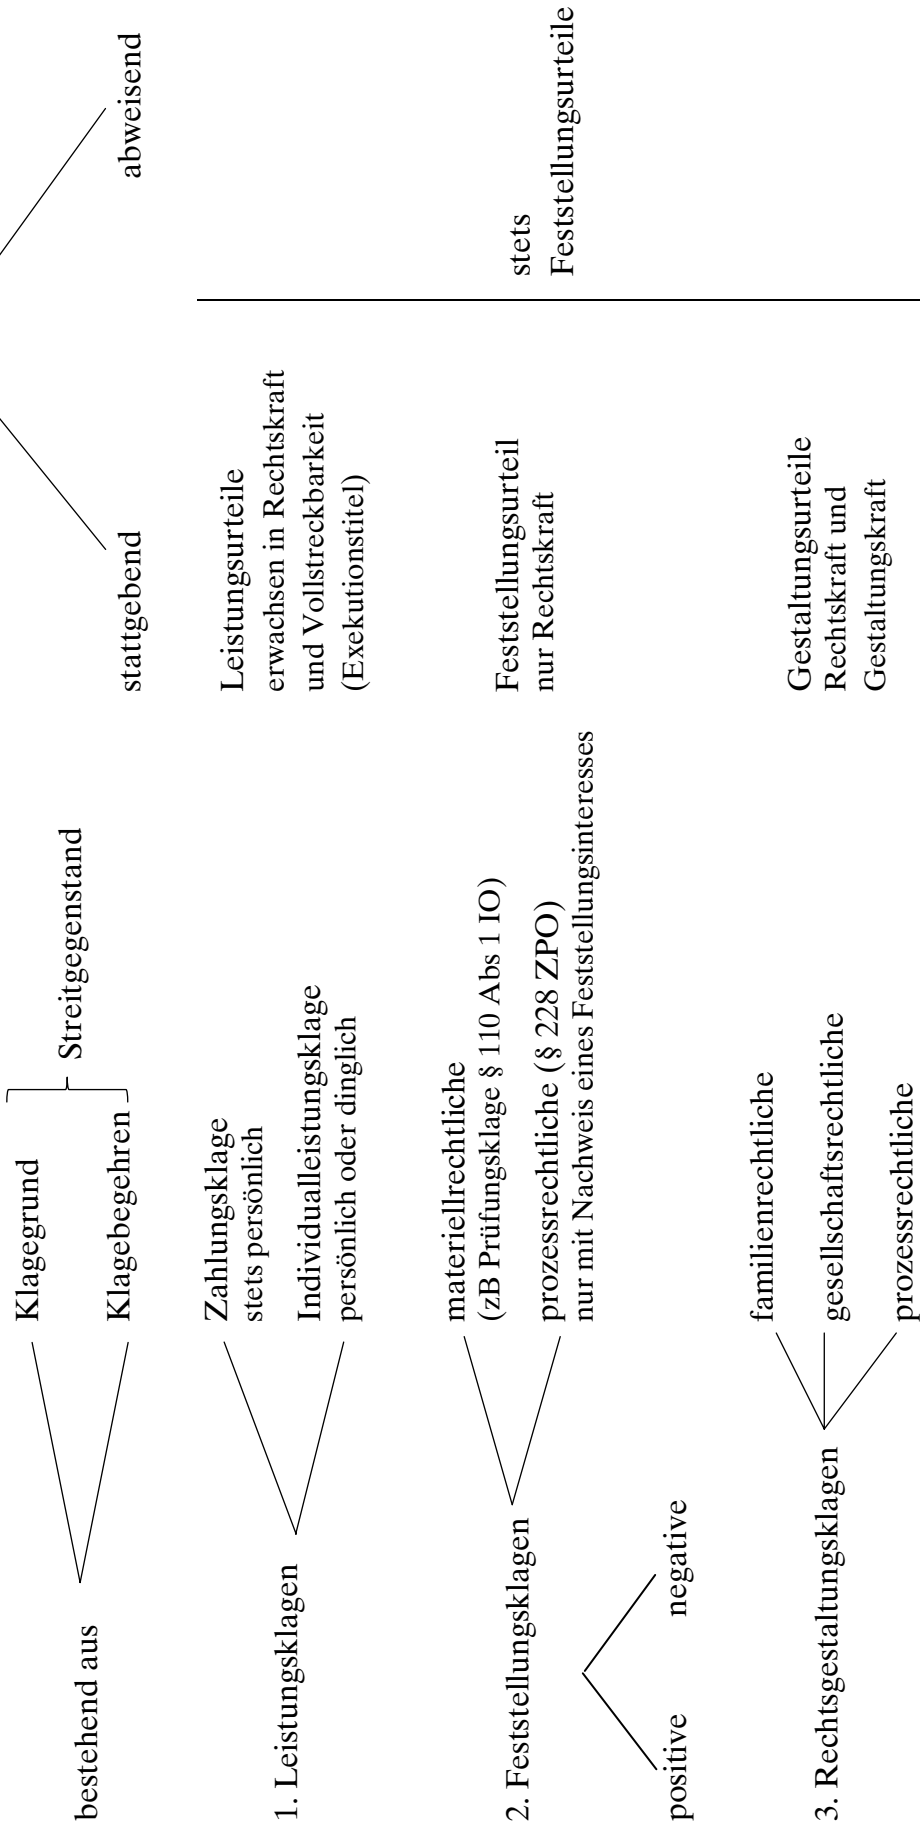 bestehend aus
Klagegrund
Klagebegehren
Streitgegenstand
stattgebend
abweisend
1. Leistungsklagen
Zahlungsklage
stets persönlich
Individualleistungsklage
persönlich oder dinglich
Leistungsurteile
erwachsen in Rechtskraft
und Vollstreckbarkeit
(Exekutionstitel)
2. Feststellungsklagen
positive
negative
materiellrechtliche
(zB Prüfungsklage § 110 Abs 1 IO)
prozessrechtliche (§ 228 ZPO)
nur mit Nachweis eines Feststellungsinteresses
Feststellungsurteil
nur Rechtskraft
stets
Feststellungsurteile
3. Rechtsgestaltungsklagen
familienrechtliche
gesellschaftsrechtliche
prozessrechtliche
Gestaltungsurteile
Rechtskraft und
Gestaltungskraft